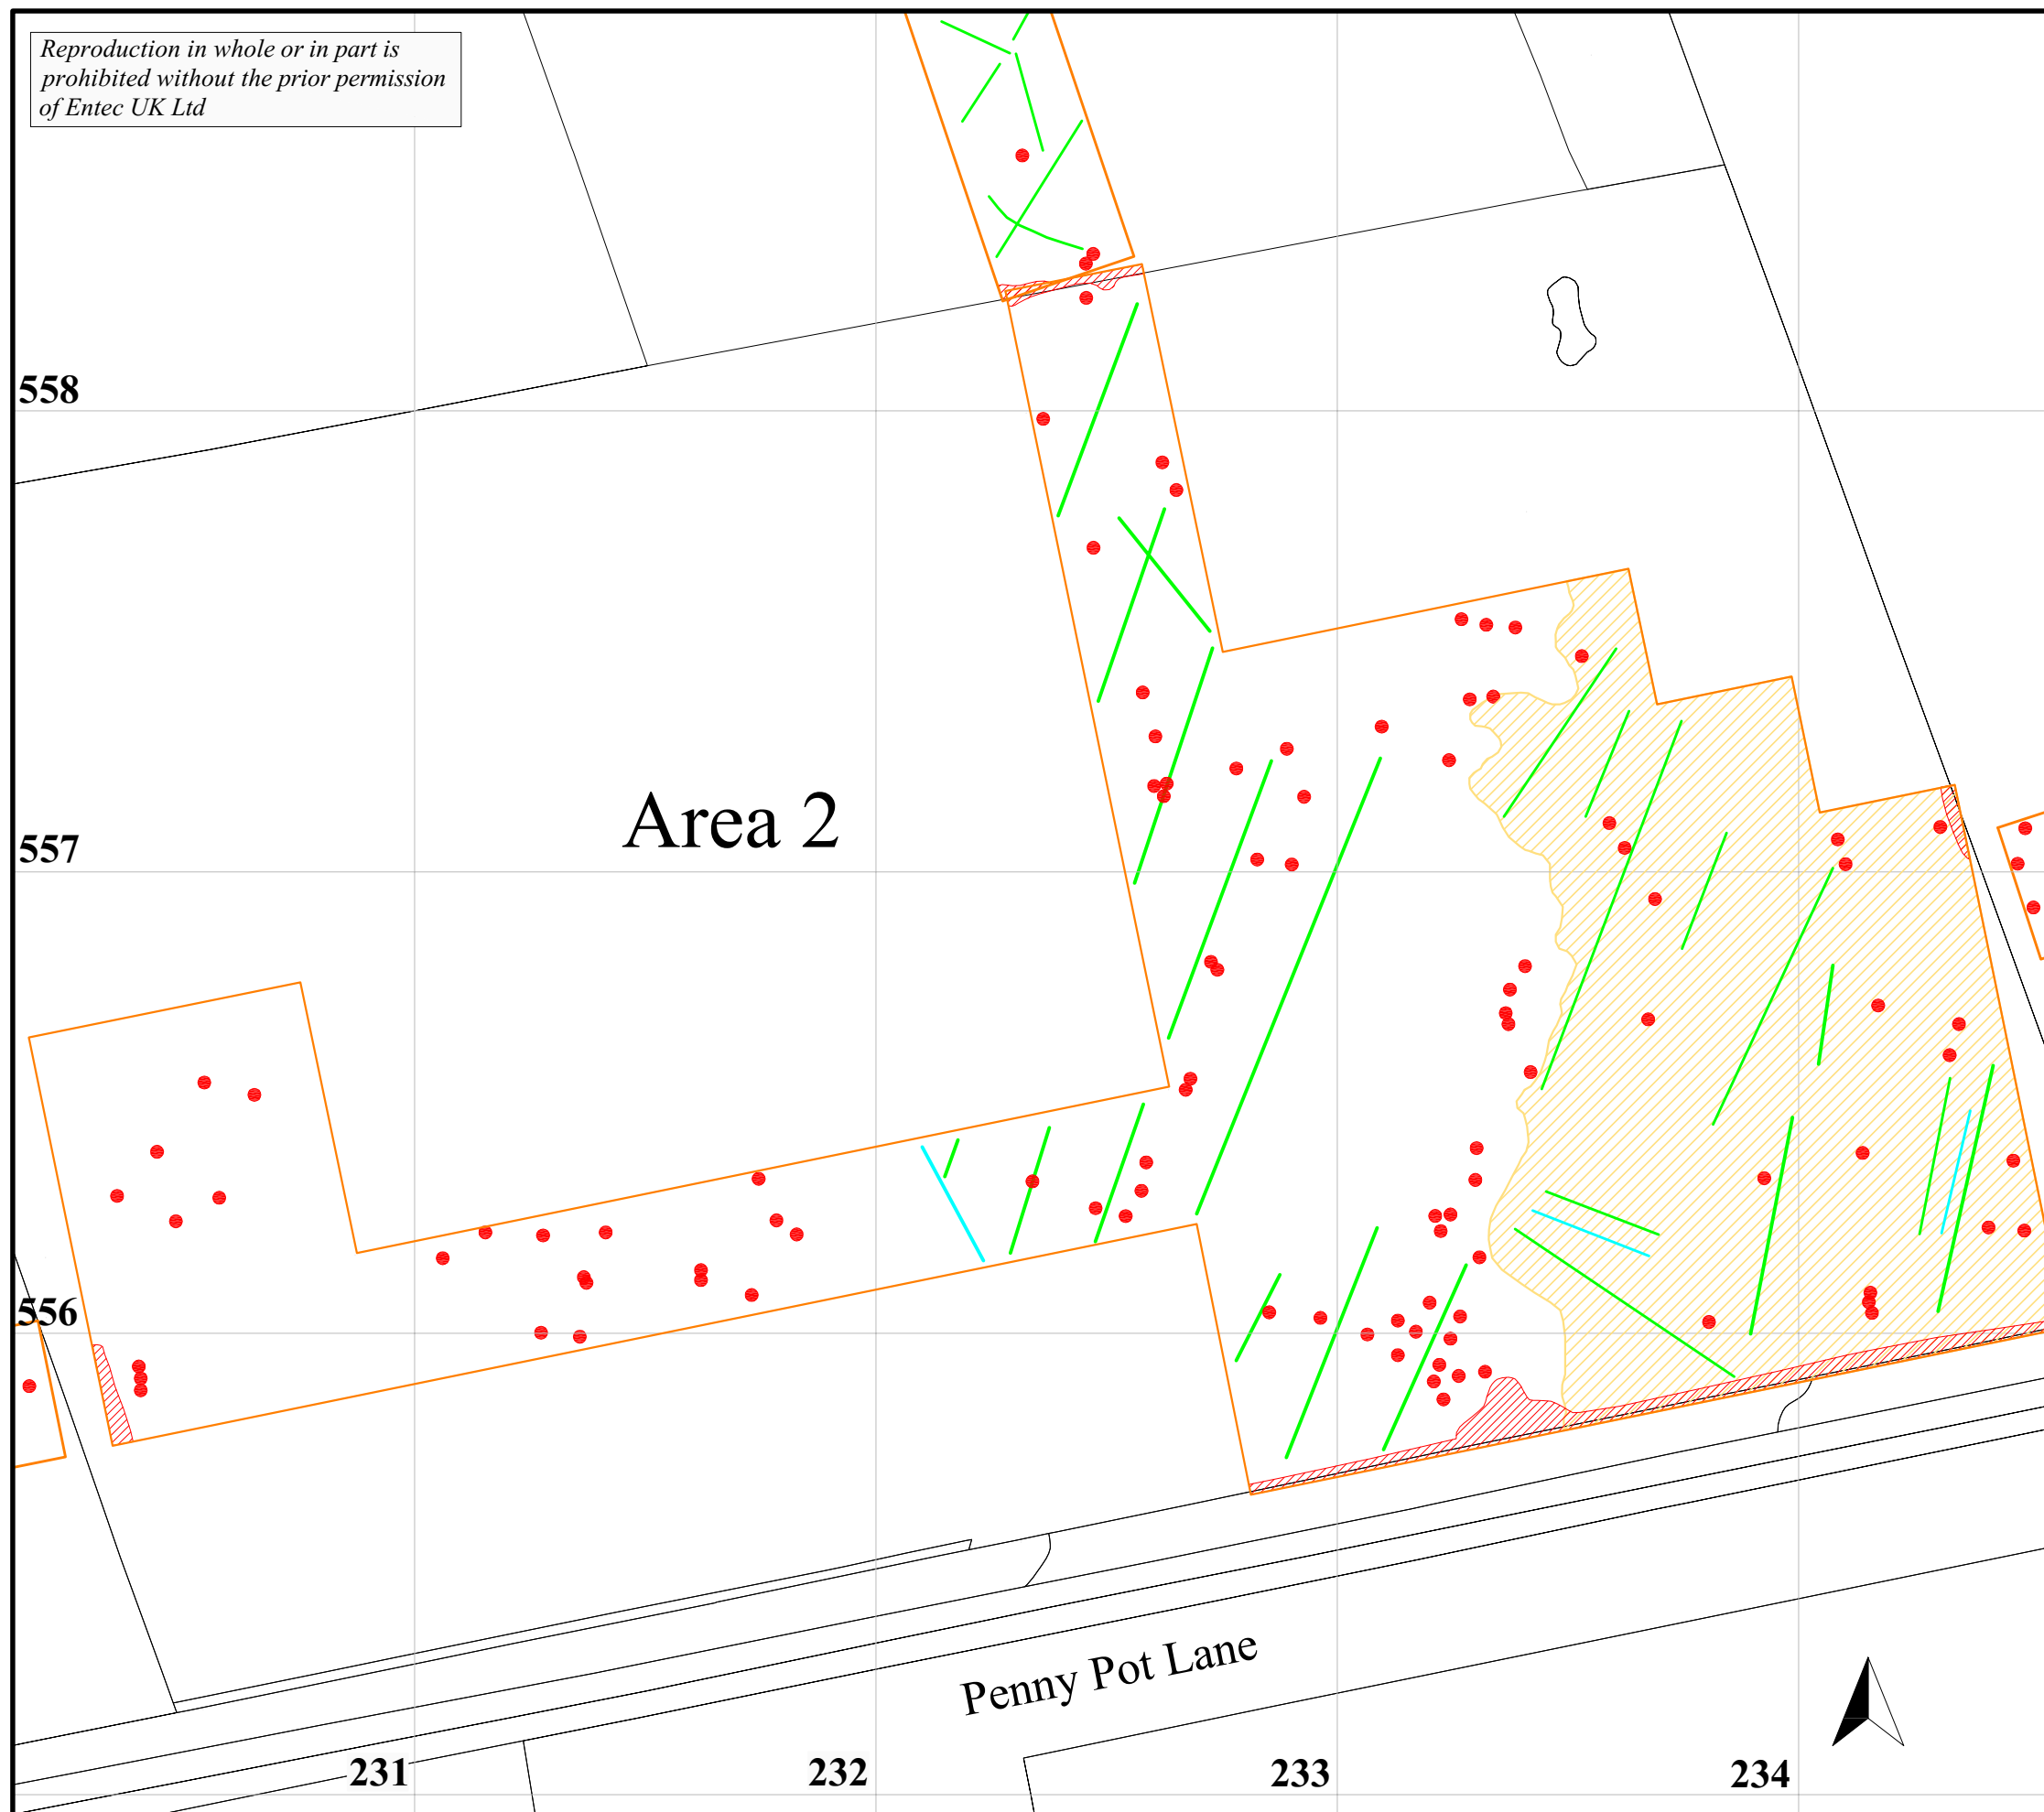 Reproduction in whole or in part is
prohibited without the prior permission
of Entec UK Ltd
558
557
Area 2
556
Penny Pot Lane
231
232
233
234